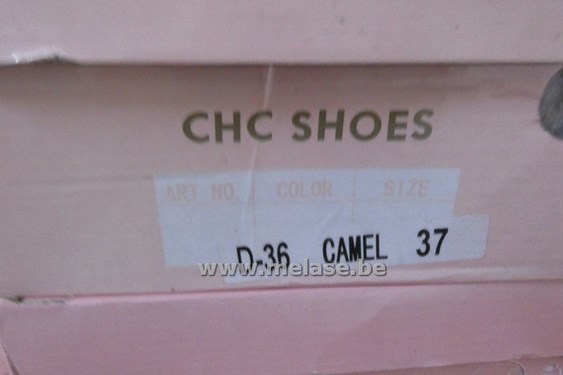 CHC SHOES
ART NO. COLOR SIZE
D-36 CAMEL 37
www.melase.be